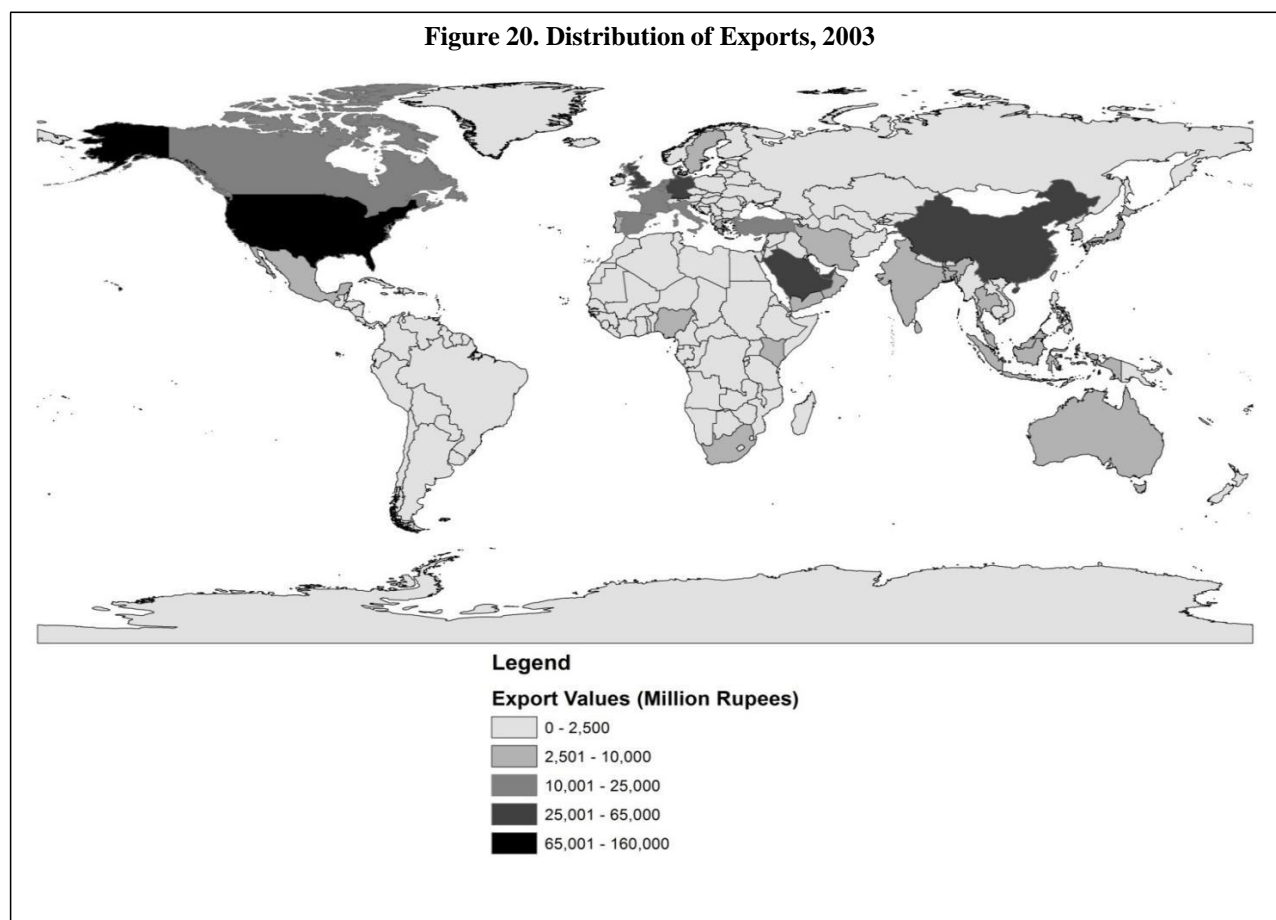 Figure 20. Distribution of Exports, 2003
Legend
Export Values (Million Rupees)
0 - 2,500
2,501 - 10,000
10,001 - 25,000
25,001 - 65,000
65,001 - 160,000